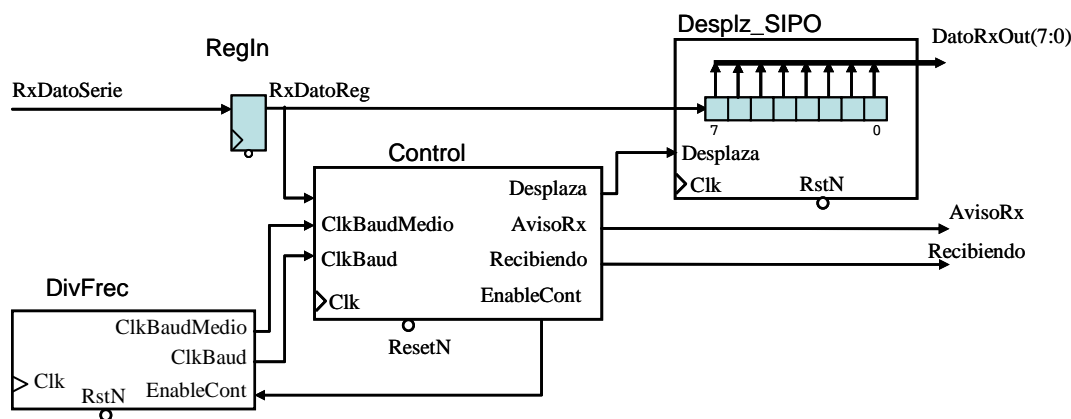 Desplz_SIPO
DatoRxOut(7:0)
RegIn
RxDatoSerie
RxDatoReg
7
0
Desplaza
Clk
RstN
Control
Desplaza
ClkBaudMedio
AvisoRx
ClkBaud
Recibiendo
EnableCont
Clk
ResetN
AvisoRx
Recibiendo
DivFrec
ClkBaudMedio
ClkBaud
Clk
EnableCont
RstN